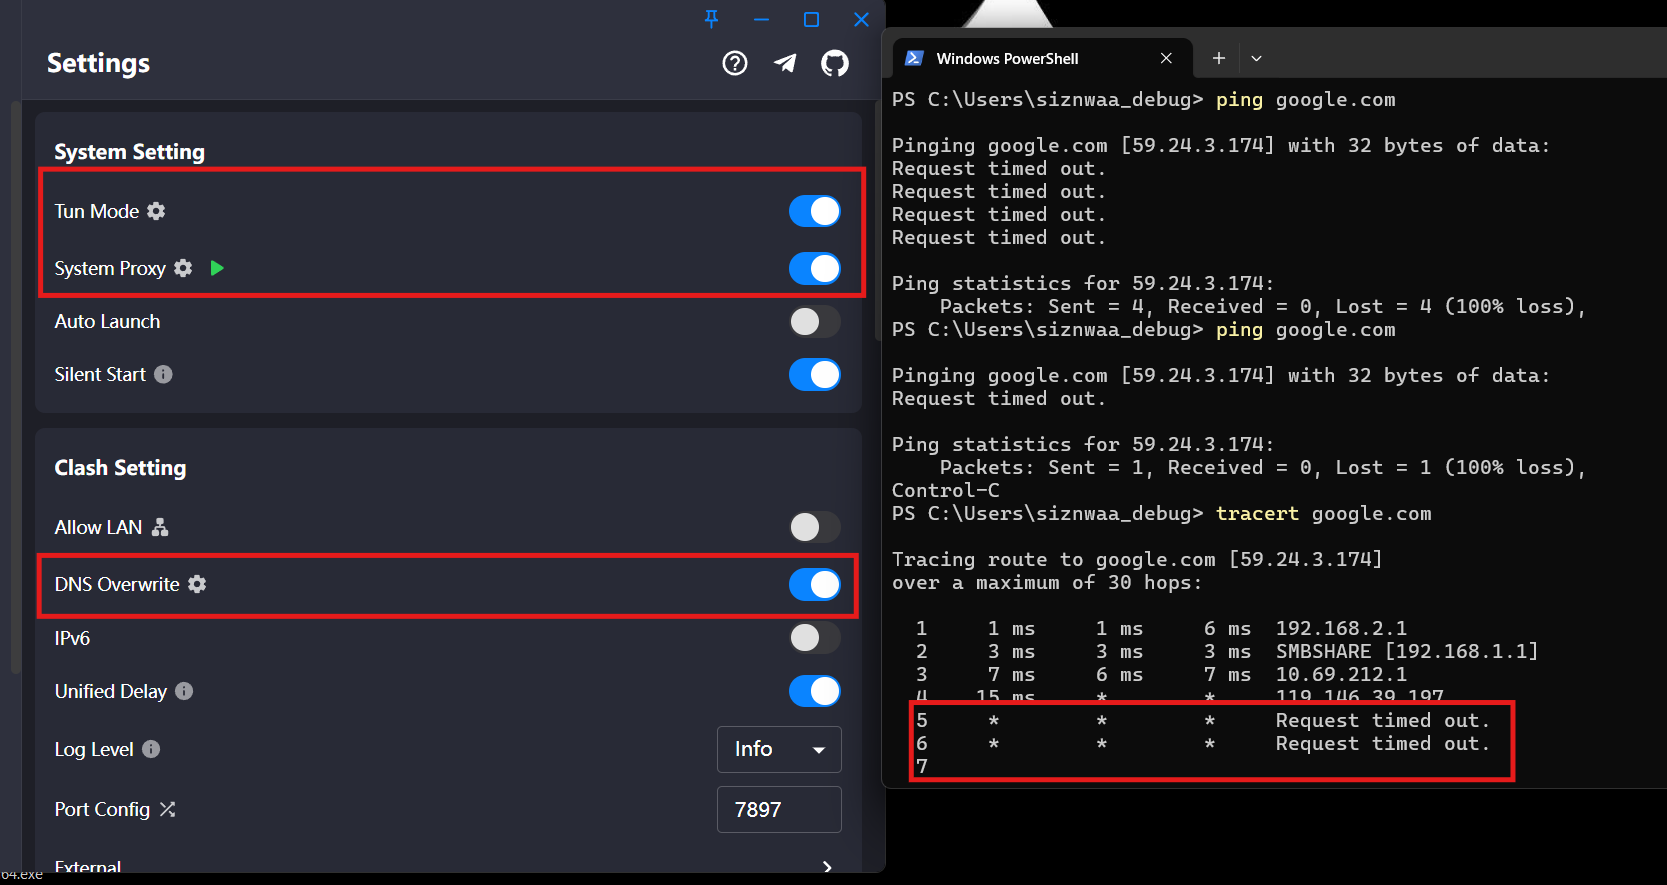 Settings
System Setting
Tun Mode
System Proxy
Auto Launch
Silent Start
Clash Setting
Allow LAN
DNS Overwrite
IPv6
Unified Delay
Log Level
Info
Port Config
7897
External
64.exe
Windows PowerShell
PS C:\Users\siznwaa_debug> ping google.com
Pinging google.com [59.24.3.174] with 32 bytes of data:
Request timed out.
Request timed out.
Request timed out.
Request timed out.
Ping statistics for 59.24.3.174:
Packets: Sent = 4, Received = 0, Lost = 4 (100% loss),
PS C:\Users\siznwaa_debug> ping google.com
Pinging google.com [59.24.3.174] with 32 bytes of data:
Request timed out.
Ping statistics for 59.24.3.174:
Packets: Sent = 1, Received = 0, Lost = 1 (100% loss),
Control-C
PS C:\Users\siznwaa_debug> tracert google.com
Tracing route to google.com [59.24.3.174]
over a maximum of 30 hops:
1 1 ms 1 ms 6 ms 192.168.2.1
2 3 ms 3 ms 3 ms SMBSHARE [192.168.1.1]
3 7 ms 6 ms 7 ms 10.69.212.1
4 15 ms * * 119.146.39.197
5 * * * Request timed out.
6 * * * Request timed out.
7